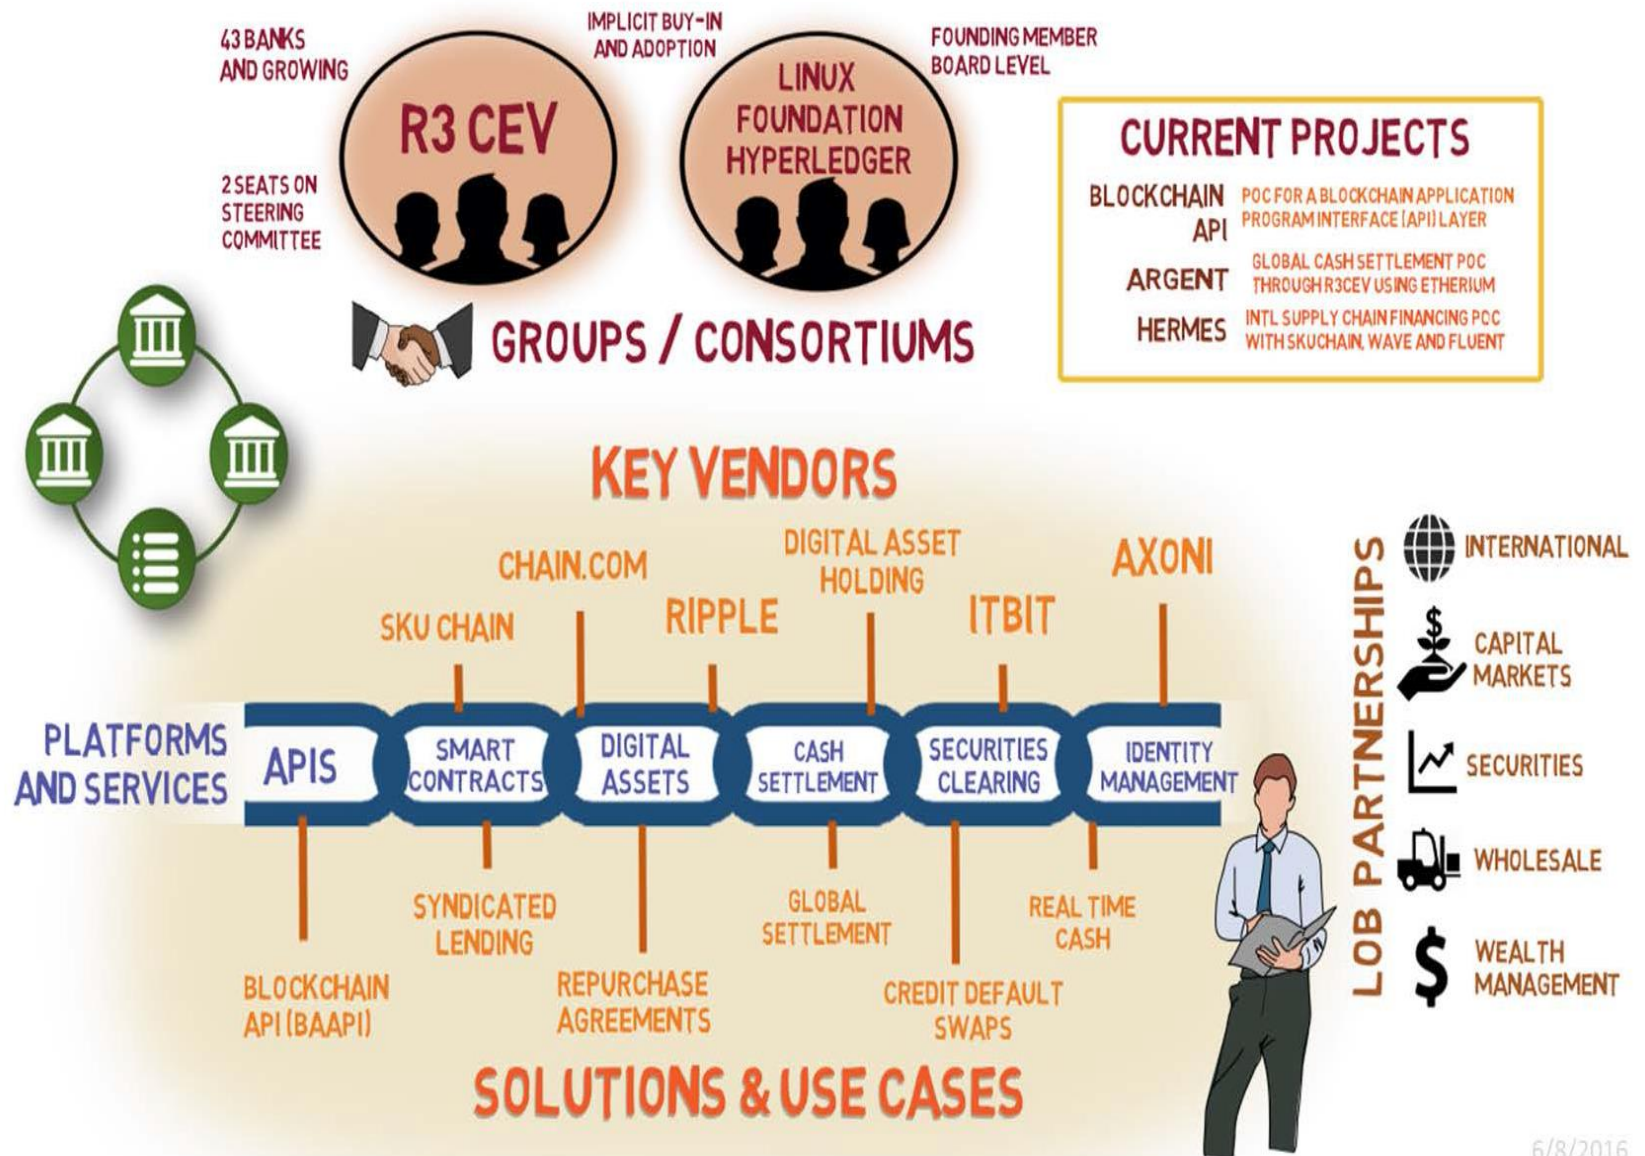 43 BANKS
AND GROWING
IMPLICIT BUY-IN
AND ADOPTION
FOUNDING MEMBER
BOARD LEVEL
R3 CEV
LINUX
FOUNDATION
HYPERLEDGER
2 SEATS ON
STEERING
COMMITTEE
GROUPS / CONSORTIUMS
CURRENT PROJECTS
BLOCKCHAIN
API
POC FOR A BLOCKCHAIN APPLICATION
PROGRAM INTERFACE (API) LAYER
ARGENT
GLOBAL CASH SETTLEMENT POC
THROUGH R3CEV USING ETHERIUM
HERMES
INTL SUPPLY CHAIN FINANCING POC
WITH SKUCHAIN, WAVE AND FLUENT
KEY VENDORS
SKU CHAIN
CHAIN.COM
RIPPLE
DIGITAL ASSET
HOLDING
ITBIT
AXONI
PLATFORMS
AND SERVICES
APIS
SMART
CONTRACTS
DIGITAL
ASSETS
CASH
SETTLEMENT
SECURITIES
CLEARING
IDENTITY
MANAGEMENT
BLOCKCHAIN
API (BAAPI)
SYNDICATED
LENDING
REPURCHASE
AGREEMENTS
GLOBAL
SETTLEMENT
CREDIT DEFAULT
SWAPS
REAL TIME
CASH
SOLUTIONS & USE CASES
LOB PARTNERSHIPS
INTERNATIONAL
CAPITAL
MARKETS
SECURITIES
WHOLESALE
WEALTH
MANAGEMENT
6/8/2016